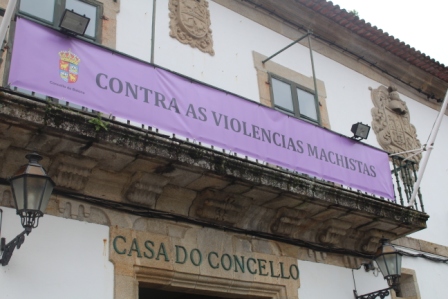 CONTRA AS VIOLENCIAS MACHISTAS
CASA DO CONCELLO